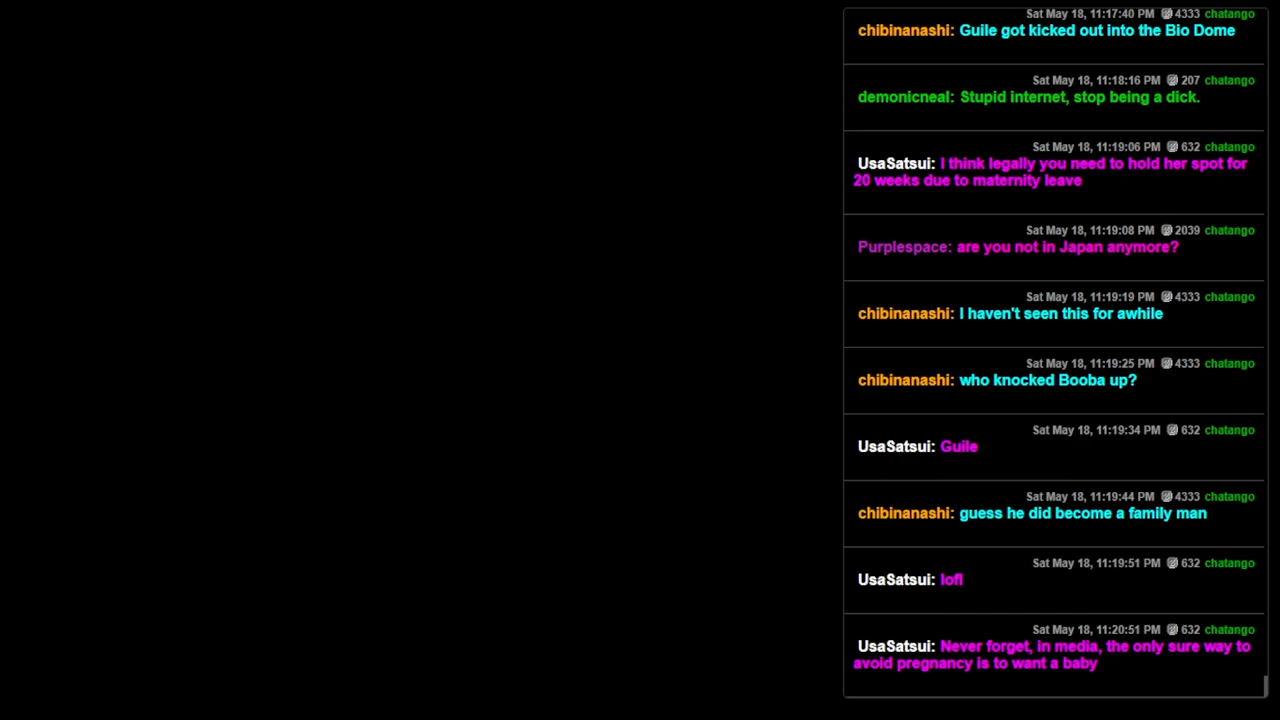 Sat May 18, 11:17:40 PM 4333 chatango
chibinanashi: Guile got kicked out into the Bio Dome
Sat May 18, 11:18:16 PM 207 chatango
demonicneal: Stupid internet, stop being a dick.
Sat May 18, 11:19:06 PM 632 chatango
UsaSatsui: I think legally you need to hold her spot for
20 weeks due to maternity leave
Sat May 18, 11:19:08 PM 2039 chatango
Purplespace: are you not in Japan anymore?
Sat May 18, 11:19:19 PM 4333 chatango
chibinanashi: I haven't seen this for awhile
Sat May 18, 11:19:25 PM 4333 chatango
chibinanashi: who knocked Booba up?
Sat May 18, 11:19:34 PM 632 chatango
UsaSatsui: Guile
Sat May 18, 11:19:44 PM 4333 chatango
chibinanashi: guess he did become a family man
Sat May 18, 11:19:51 PM 632 chatango
UsaSatsui: lofl
Sat May 18, 11:20:51 PM 632 chatango
UsaSatsui: Never forget, in media, the only sure way to
avoid pregnancy is to want a baby